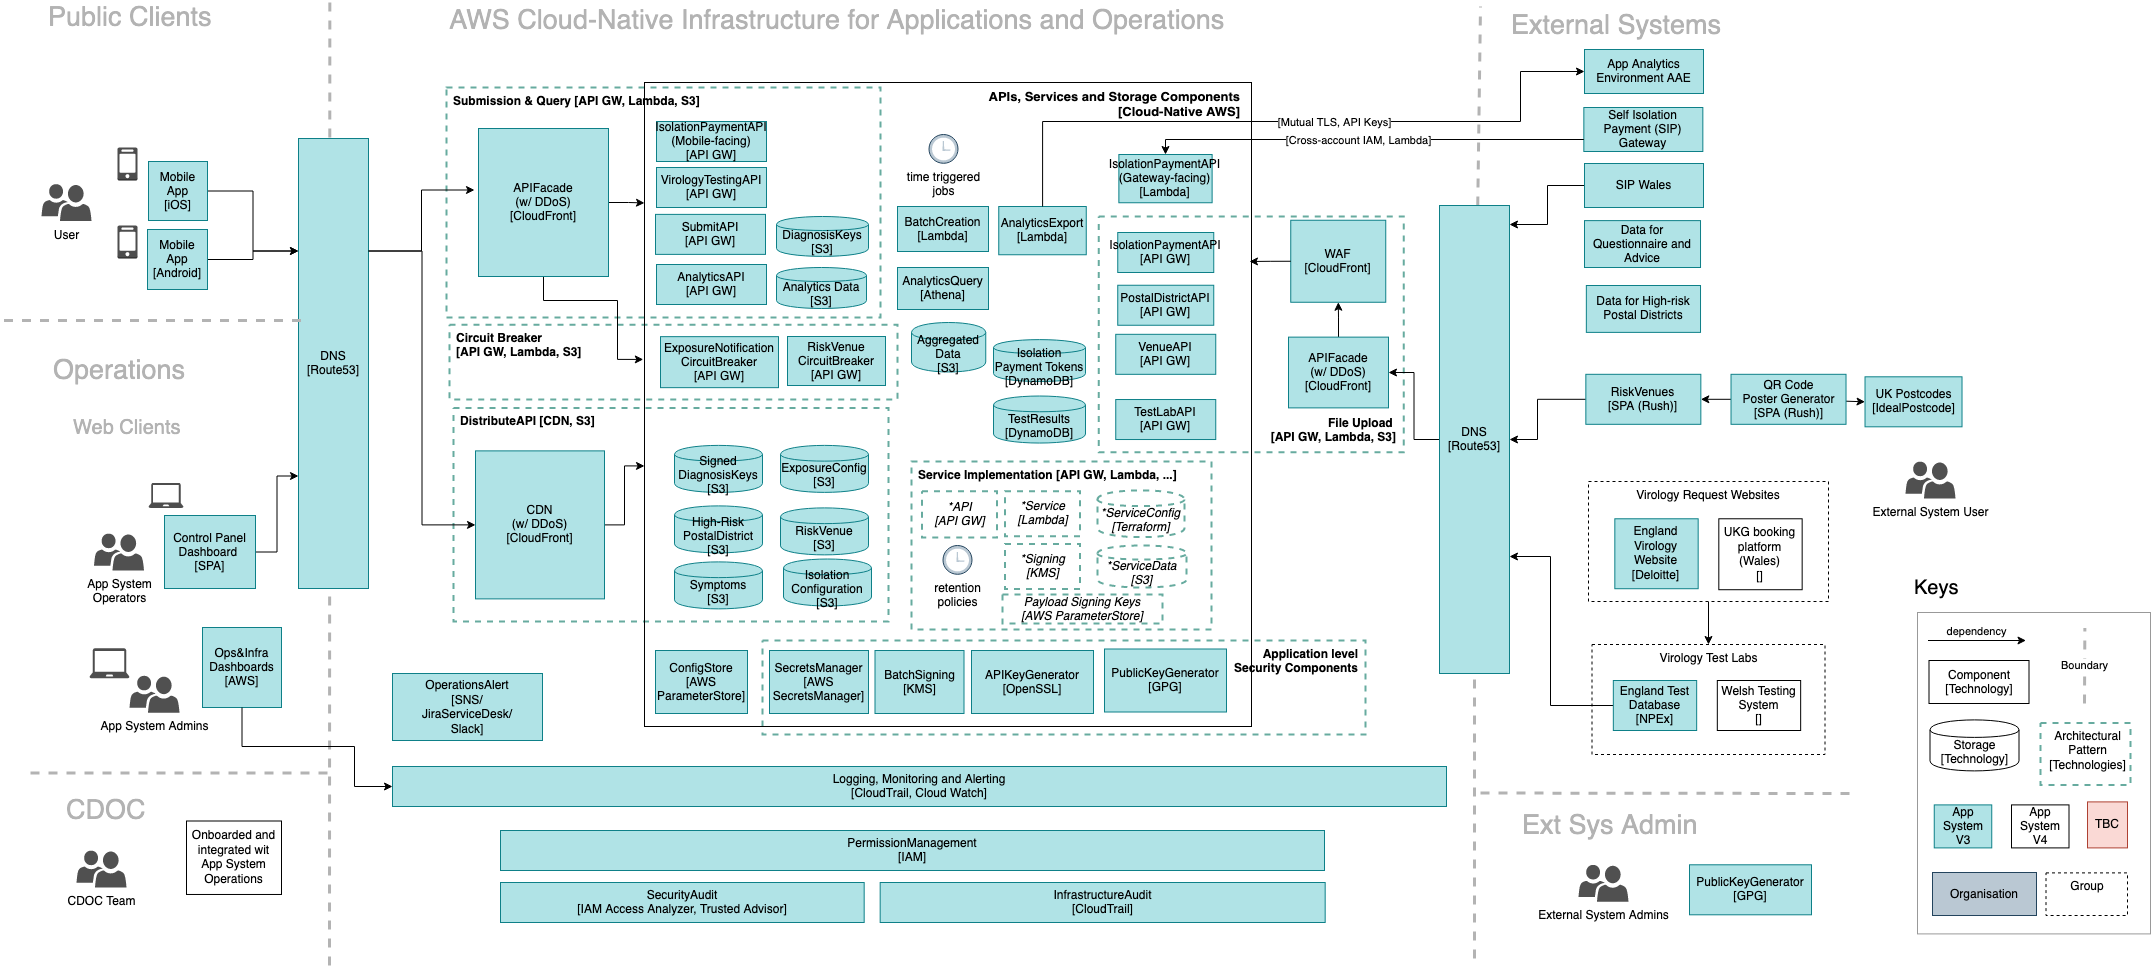 Public Clients
AWS Cloud-Native Infrastructure for Applications and Operations
External Systems
User
Mobile
App
[iOS]
Mobile
App
[Android]
Operations
Web Clients
App System
Operators
Control Panel
Dashboard
[SPA]
App System Admins
Ops&Infra
Dashboards
[AWS]
CDOC
CDOC Team
Onboarded and
integrated wit
App System
Operations
DNS
[Route53]
Submission & Query [API GW, Lambda, S3]
APIFacade
(w/ DDoS)
[CloudFront]
IsolationPaymentAPI
(Mobile-facing)
[API GW]
VirologyTestingAPI
[API GW]
SubmitAPI
[API GW]
DiagnosisKeys
[S3]
AnalyticsAPI
[API GW]
Analytics Data
[S3]
Circuit Breaker
[API GW, Lambda, S3]
ExposureNotification
CircuitBreaker
[API GW]
RiskVenue
CircuitBreaker
[API GW]
DistributeAPI [CDN, S3]
CDN
(w/ DDoS)
[CloudFront]
Signed
DiagnosisKeys
[S3]
ExposureConfig
[S3]
High-Risk
PostalDistrict
[S3]
RiskVenue
[S3]
Symptoms
[S3]
Isolation
Configuration
[S3]
APIs, Services and Storage Components
[Cloud-Native AWS]
time triggered
jobs
BatchCreation
[Lambda]
AnalyticsExport
[Lambda]
AnalyticsQuery
[Athena]
Aggregated
Data
[S3]
Isolation
Payment Tokens
[DynamoDB]
TestResults
[DynamoDB]
[Mutual TLS, API Keys]
[Cross-account IAM, Lambda]
IsolationPaymentAPI
(Gateway-facing)
[Lambda]
IsolationPaymentAPI
[API GW]
PostalDistrictAPI
[API GW]
VenueAPI
[API GW]
TestLabAPI
[API GW]
WAF
[CloudFront]
APIFacade
(w/ DDoS)
[CloudFront]
File Upload
[API GW, Lambda, S3]
Service Implementation [API GW, Lambda, ...]
*API
[API GW]
*Service
[Lambda]
*ServiceConfig
[Terraform]
retention
policies
*Signing
[KMS]
*ServiceData
[S3]
Payload Signing Keys
[AWS ParameterStore]
ConfigStore
[AWS
ParameterStore]
SecretsManager
[AWS
SecretsManager]
BatchSigning
[KMS]
APIKeyGenerator
[OpenSSL]
PublicKeyGenerator
[GPG]
Application level
Security Components
OperationsAlert
[SNS/
JiraServiceDesk/
Slack]
Logging, Monitoring and Alerting
[CloudTrail, Cloud Watch]
PermissionManagement
[IAM]
SecurityAudit
[IAM Access Analyzer, Trusted Advisor]
InfrastructureAudit
[CloudTrail]
DNS
[Route53]
App Analytics
Environment AAE
Self Isolation
Payment (SIP)
Gateway
SIP Wales
Data for
Questionnaire and
Advice
Data for High-risk
Postal Districts
RiskVenues
[SPA (Rush)]
QR Code
Poster Generator
[SPA (Rush)]
UK Postcodes
[IdealPostcode]
External System User
Virology Request Websites
England
Virology
Website
[Deloitte]
UKG booking
platform
(Wales)
[]
Virology Test Labs
England Test
Database
[NPEx]
Welsh Testing
System
[]
Ext Sys Admin
External System Admins
PublicKeyGenerator
[GPG]
Keys
dependency
Boundary
Component
[Technology]
Storage
[Technology]
Architectural
Pattern
[Technologies]
App
System
V3
App
System
V4
TBC
Organisation
Group